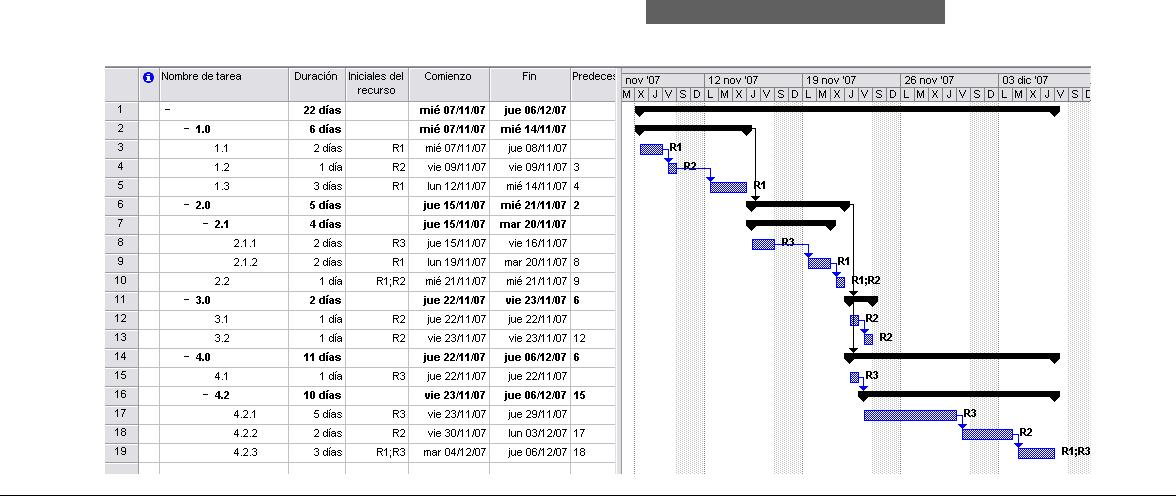 Nombre de tarea Duración Iniciales del recurso Comienzo Fin Predeces
nov '07 12 nov '07 19 nov '07 26 nov '07 03 dic '07
M X J V S D L M X J V S D L M X J V S D L M X J V S D L M X J V S D
1 - 22 días mié 07/11/07 jue 06/12/07
2 - 1.0 6 días mié 07/11/07 mié 14/11/07
3 1.1 2 días R1 mié 07/11/07 jue 08/11/07 R1
4 1.2 1 día R2 vie 09/11/07 vie 09/11/07 3 R2
5 1.3 3 días R1 lun 12/11/07 mié 14/11/07 4 R1
6 - 2.0 5 días jue 15/11/07 mié 21/11/07 2
7 - 2.1 4 días jue 15/11/07 mar 20/11/07
8 2.1.1 2 días R3 jue 15/11/07 vie 16/11/07 R3
9 2.1.2 2 días R1 lun 19/11/07 mar 20/11/07 8 R1
10 2.2 1 día R1;R2 mié 21/11/07 mié 21/11/07 9 R1;R2
11 - 3.0 2 días jue 22/11/07 vie 23/11/07 6
12 3.1 1 día R2 jue 22/11/07 jue 22/11/07 R2
13 3.2 1 día R2 vie 23/11/07 vie 23/11/07 12 R2
14 - 4.0 11 días jue 22/11/07 jue 06/12/07 6
15 4.1 1 día R3 jue 22/11/07 jue 22/11/07 R3
16 - 4.2 10 días vie 23/11/07 jue 06/12/07 15
17 4.2.1 5 días R3 vie 23/11/07 jue 29/11/07 R3
18 4.2.2 2 días R2 vie 30/11/07 lun 03/12/07 17 R2
19 4.2.3 3 días R1;R3 mar 04/12/07 jue 06/12/07 18 R1;R3